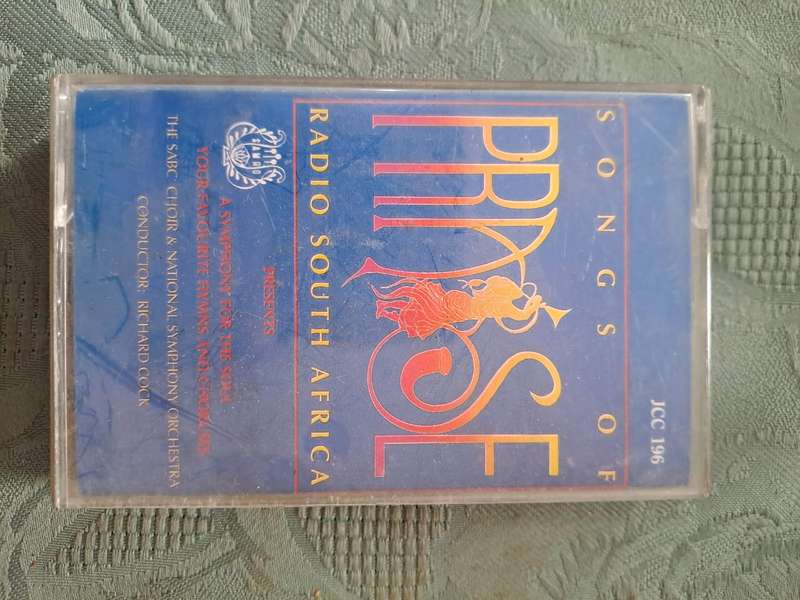 JCC 196
SONGS OF
PRAISE
RADIO SOUTH AFRICA
PRESENTS
A SYMPHONY FOR THE SOUL
YOUR FAVOURITE HYMNS AND CHORUSES
THE SABC CHOIR & NATIONAL SYMPHONY ORCHESTRA
CONDUCTOR: RICHARD COCK